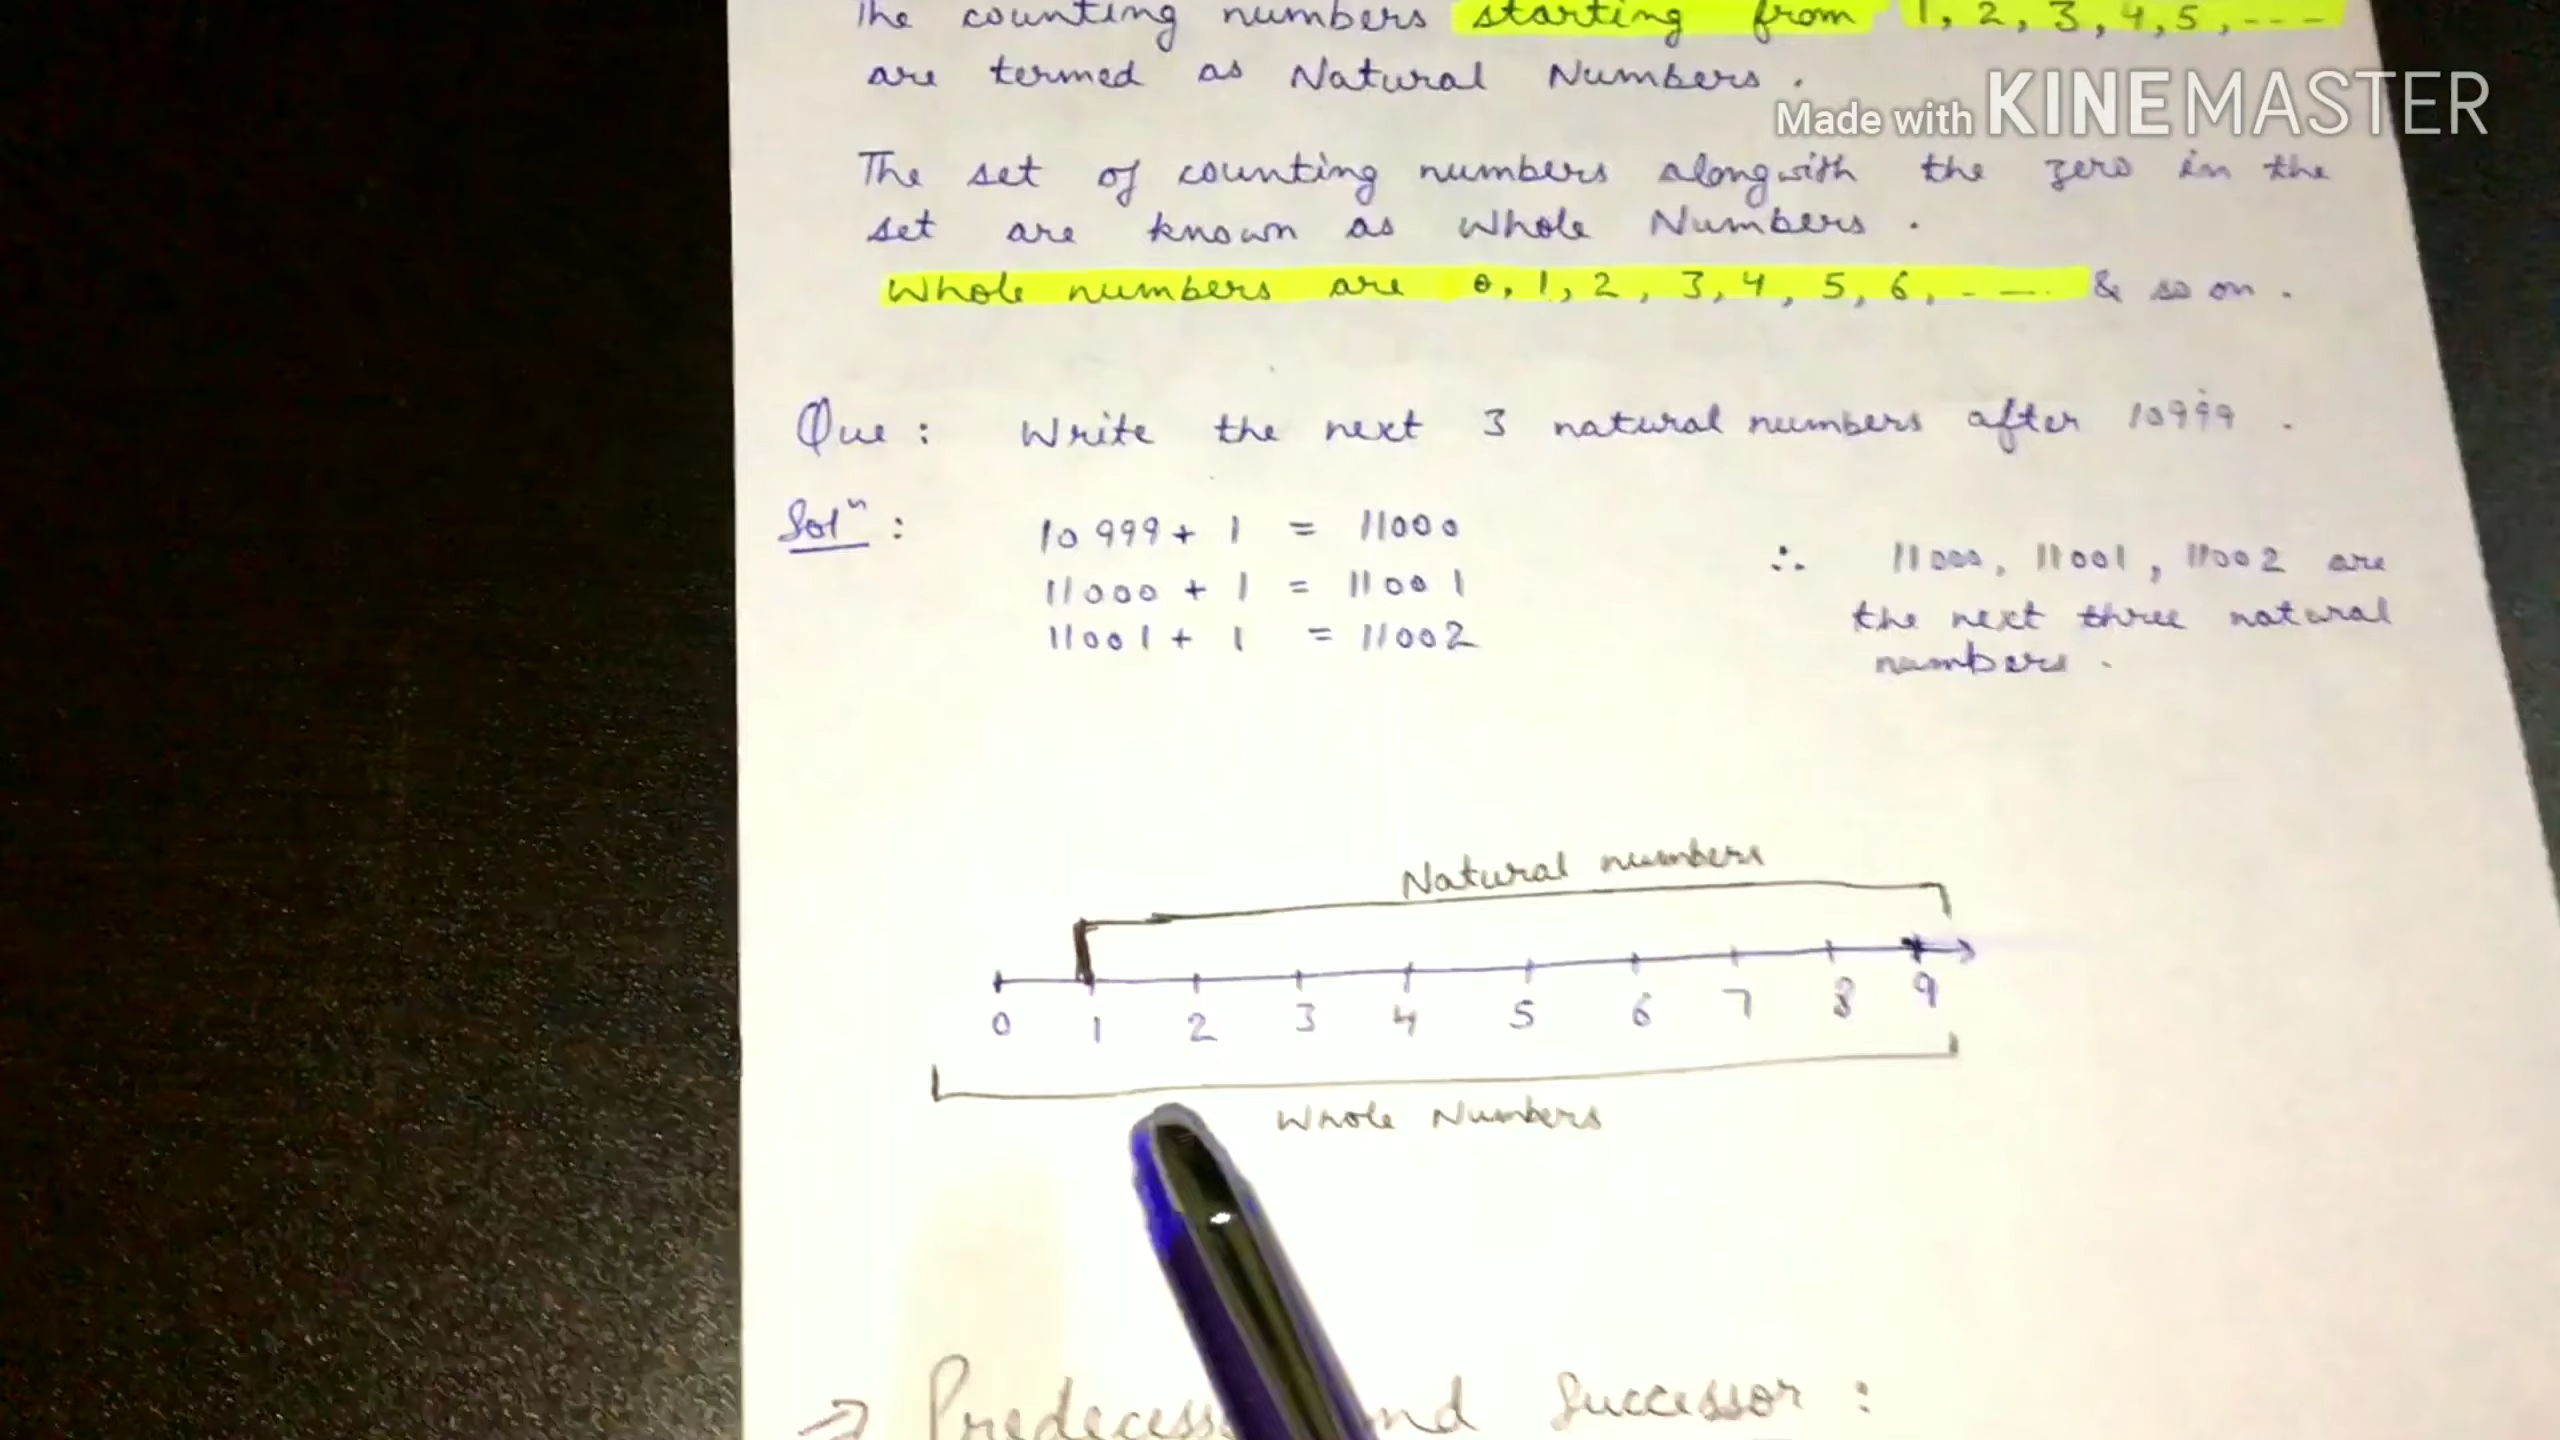 The counting numbers starting from 1, 2, 3, 4, 5, ---
are termed as Natural Numbers.
Made with KINEMASTER
The set of counting numbers alongwith the zero in the
set are known as Whole Numbers.
Whole numbers are 0, 1, 2, 3, 4, 5, 6, - — & so on.
Que: Write the next 3 natural numbers after 10999.
Solⁿ:
10999 + 1 = 11000
11000 + 1 = 11001
11001 + 1 = 11002
∴ 11000, 11001, 11002 are
the next three natural
numbers.
Natural numbers
0 1 2 3 4 5 6 7 8 9
Whole Numbers
→ Successor: